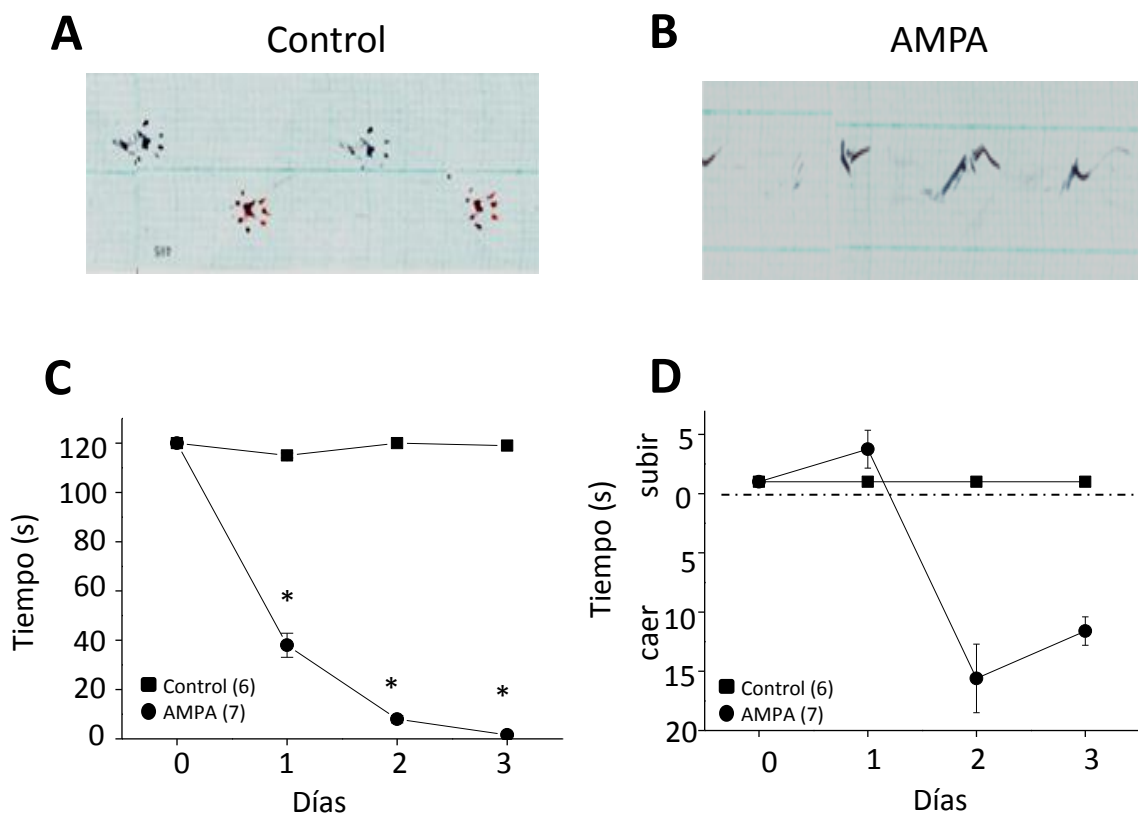 A
Control
B
AMPA
C
Tiempo (s)
120
100
80
60
40
20
0
*
*
*
Control (6)
AMPA (7)
0 1 2 3
Días
D
Tiempo (s)
subir
caer
5
0
5
10
15
20
Control (6)
AMPA (7)
0 1 2 3
Días